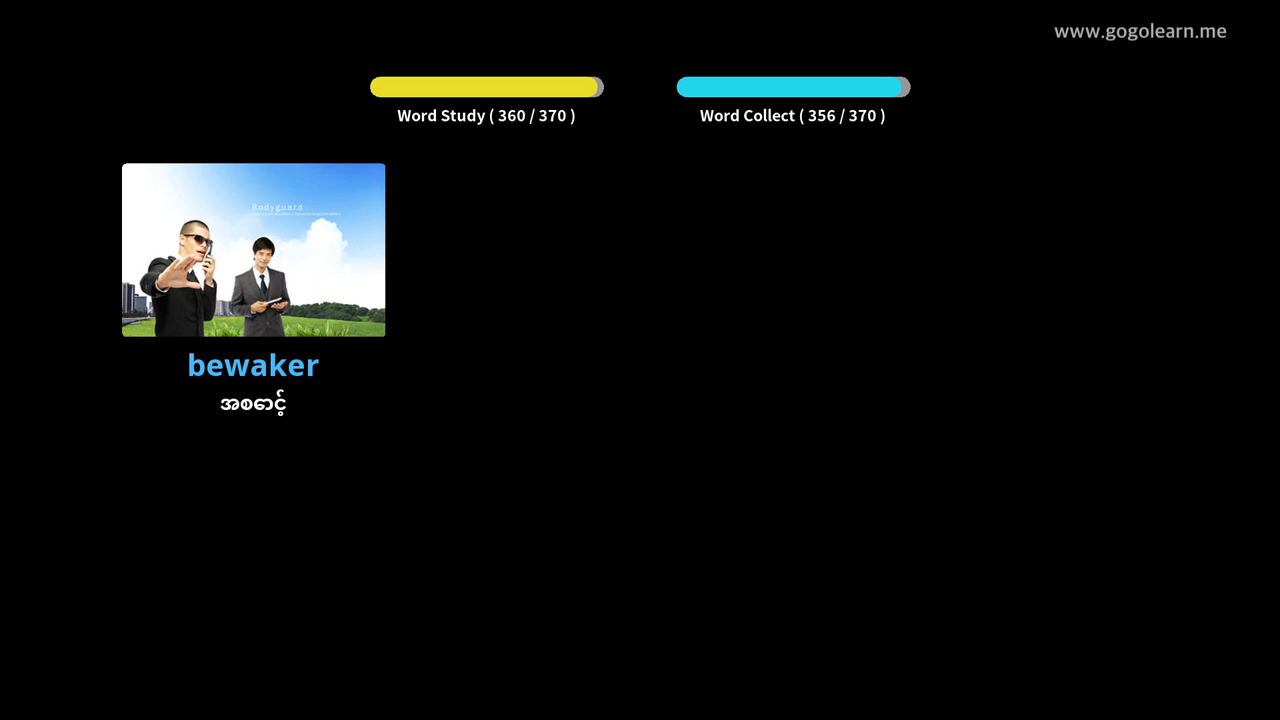 www.gogolearn.me
Word Study ( 360 / 370 )
Word Collect ( 356 / 370 )
Bodyguard
bewaker
အစောင့်